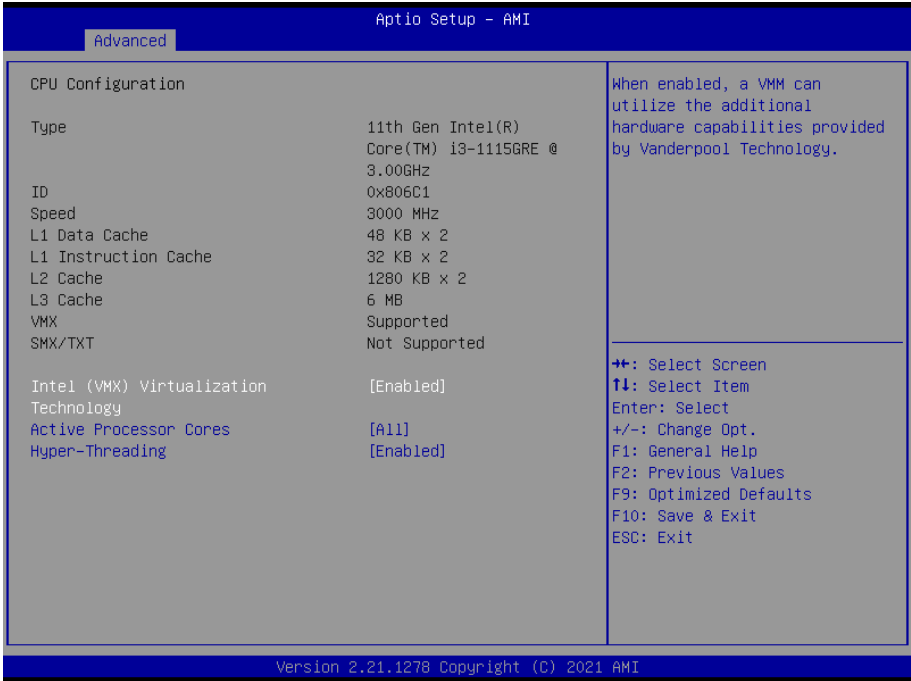 Aptio Setup - AMI
Advanced
CPU Configuration
Type 11th Gen Intel(R)
Core(TM) i3-1115GRE @
3.00GHz
ID 0x806C1
Speed 3000 MHz
L1 Data Cache 48 KB x 2
L1 Instruction Cache 32 KB x 2
L2 Cache 1280 KB x 2
L3 Cache 6 MB
VMX Supported
SMX/TXT Not Supported
Intel (VMX) Virtualization [Enabled]
Technology
Active Processor Cores [All]
Hyper-Threading [Enabled]
When enabled, a VMM can
utilize the additional
hardware capabilities provided
by Vanderpool Technology.
→←: Select Screen
↑↓: Select Item
Enter: Select
+/-: Change Opt.
F1: General Help
F2: Previous Values
F9: Optimized Defaults
F10: Save & Exit
ESC: Exit
Version 2.21.1278 Copyright (C) 2021 AMI